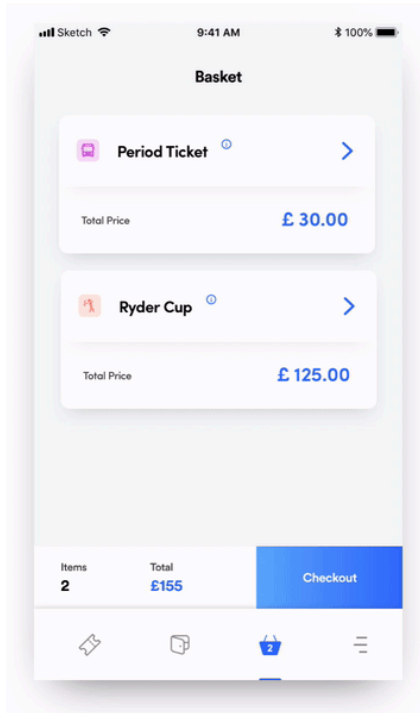 Sketch 9:41 AM 100%
Basket
Period Ticket
Total Price £ 30.00
Ryder Cup
Total Price £ 125.00
Items Total
2 £155 Checkout
2